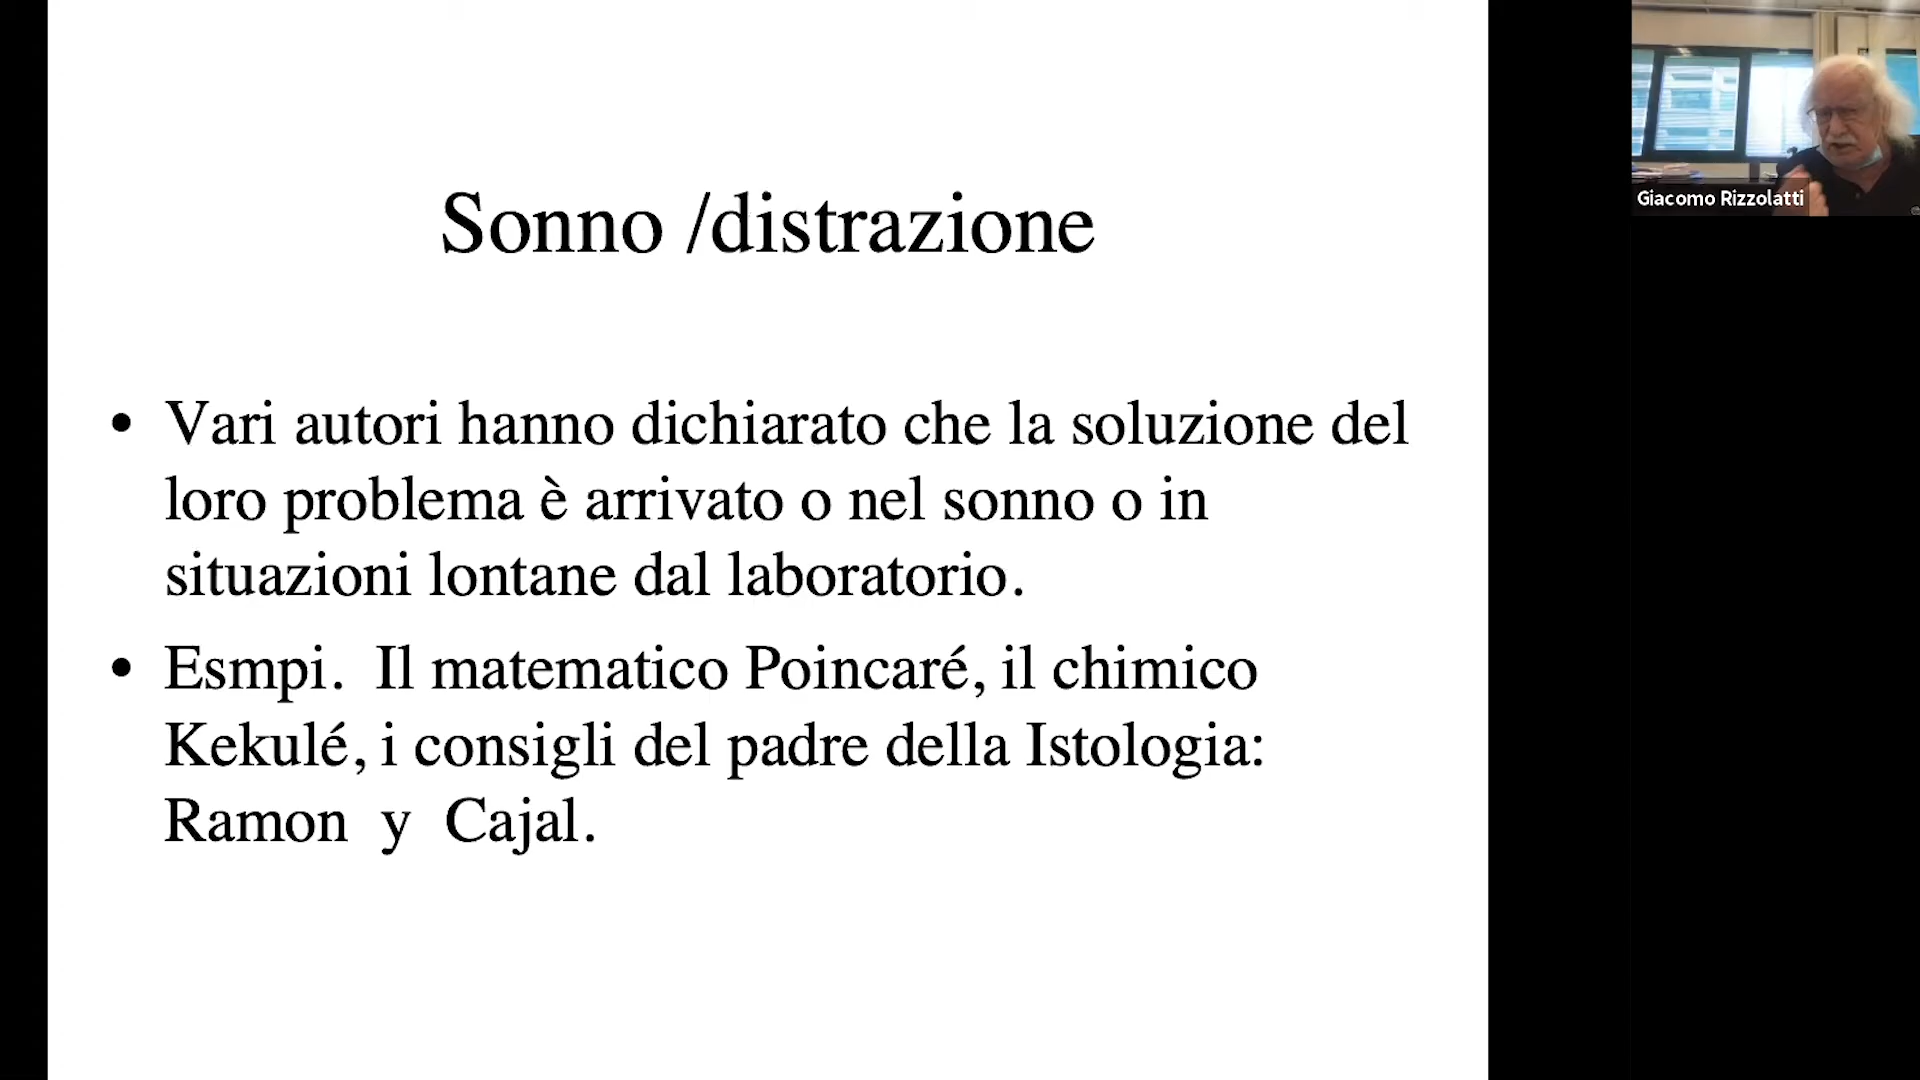 Sonno /distrazione
• Vari autori hanno dichiarato che la soluzione del
loro problema è arrivato o nel sonno o in
situazioni lontane dal laboratorio.
• Esmpi.  Il matematico Poincaré, il chimico
Kekulé, i consigli del padre della Istologia:
Ramon  y  Cajal.
Giacomo Rizzolatti